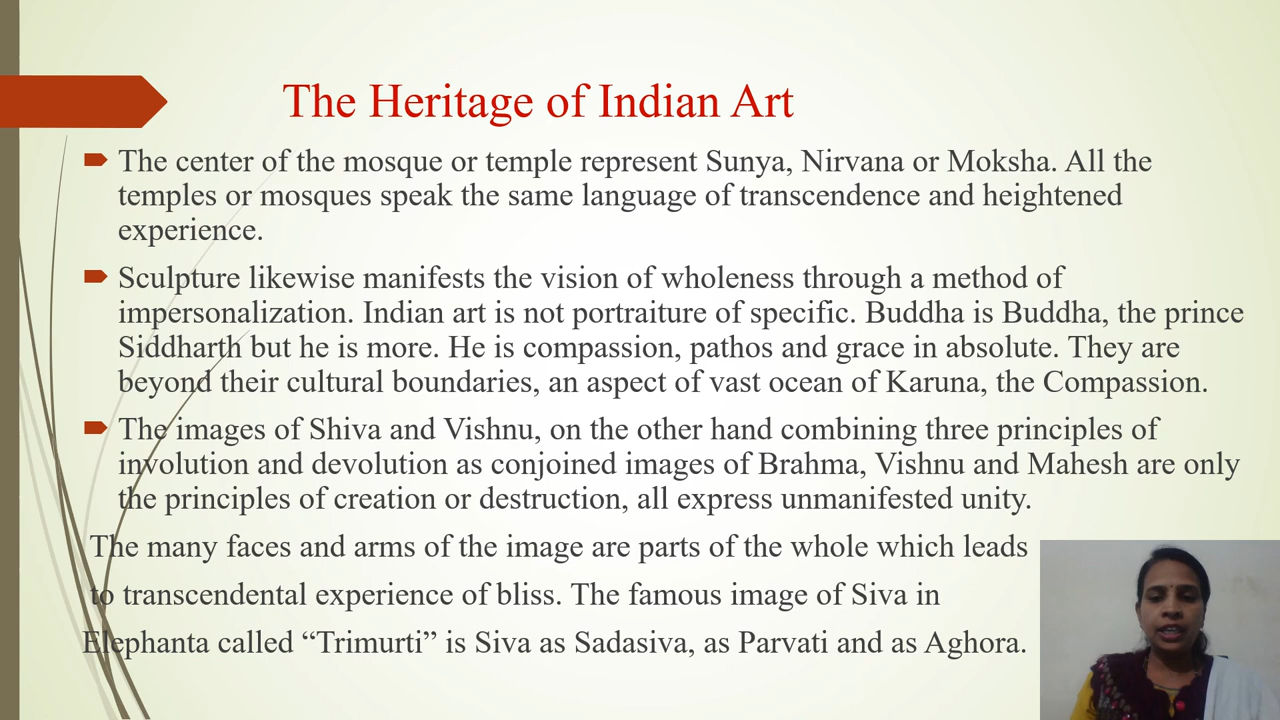 The Heritage of Indian Art
The center of the mosque or temple represent Sunya, Nirvana or Moksha. All the
temples or mosques speak the same language of transcendence and heightened
experience.
Sculpture likewise manifests the vision of wholeness through a method of
impersonalization. Indian art is not portraiture of specific. Buddha is Buddha, the prince
Siddharth but he is more. He is compassion, pathos and grace in absolute. They are
beyond their cultural boundaries, an aspect of vast ocean of Karuna, the Compassion.
The images of Shiva and Vishnu, on the other hand combining three principles of
involution and devolution as conjoined images of Brahma, Vishnu and Mahesh are only
the principles of creation or destruction, all express unmanifested unity.
The many faces and arms of the image are parts of the whole which leads
to transcendental experience of bliss. The famous image of Siva in
Elephanta called “Trimurti” is Siva as Sadasiva, as Parvati and as Aghora.